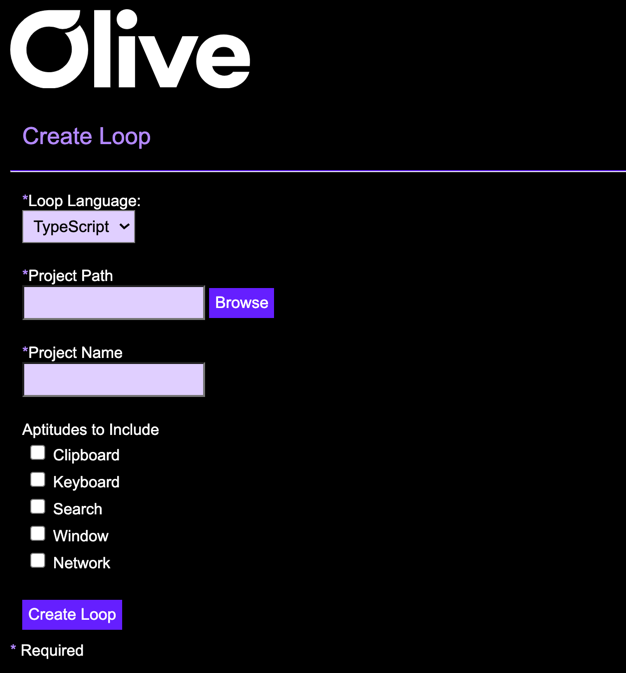 Olive
Create Loop
*Loop Language:
TypeScript
*Project Path
Browse
*Project Name
Aptitudes to Include
Clipboard
Keyboard
Search
Window
Network
Create Loop
* Required